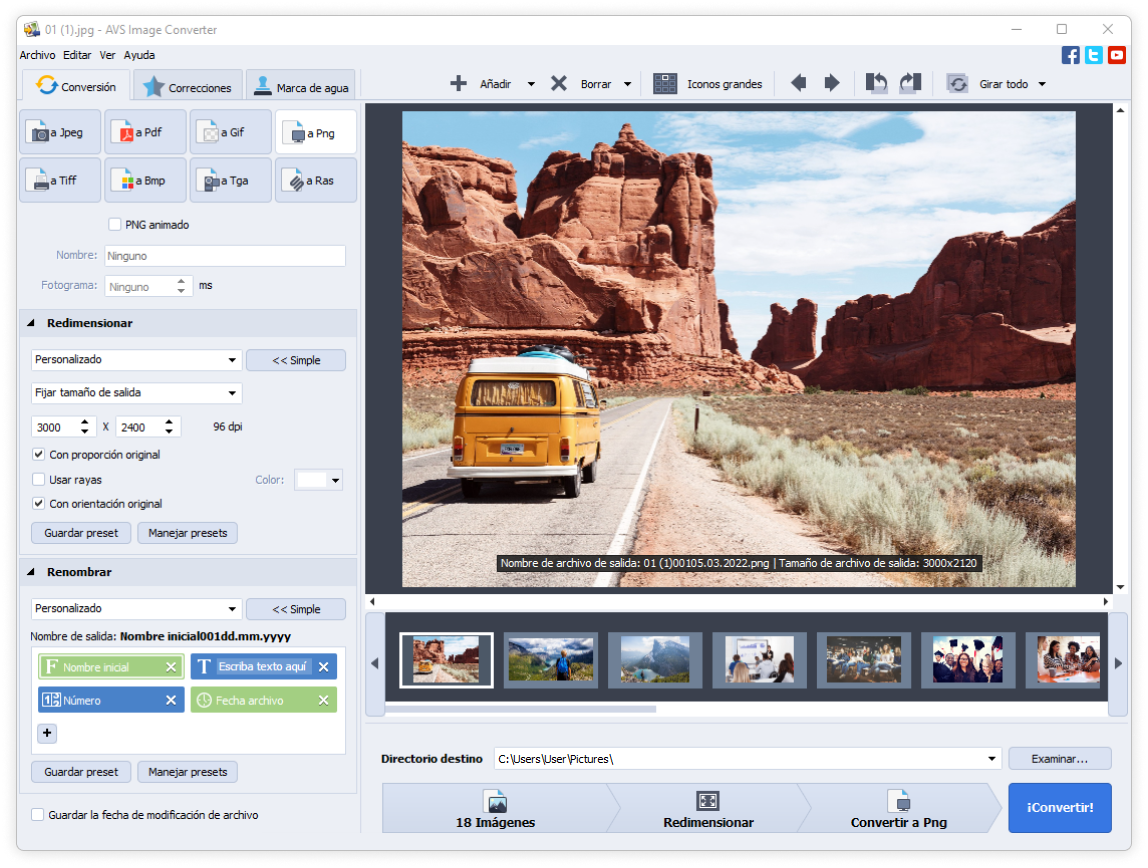 01 (1).jpg - AVS Image Converter
Archivo Editar Ver Ayuda
Conversión Correcciones Marca de agua
Añadir Borrar Iconos grandes Girar todo
a Jpeg a Pdf a Gif a Png
a Tiff a Bmp a Tga a Ras
PNG animado
Nombre: Ninguno
Fotograma: Ninguno ms
Redimensionar
Personalizado << Simple
Fijar tamaño de salida
3000 X 2400 96 dpi
Con proporción original
Usar rayas Color:
Con orientación original
Guardar preset Manejar presets
Renombrar
Personalizado << Simple
Nombre de salida: Nombre inicial001dd.mm.yyyy
F Nombre inicial T Escriba texto aquí
Número Fecha archivo
+
Guardar preset Manejar presets
Guardar la fecha de modificación de archivo
Nombre de archivo de salida: 01 (1)00105.03.2022.png | Tamaño de archivo de salida: 3000x2120
Directorio destino C:\Users\User\Pictures\ Examinar...
18 Imágenes Redimensionar Convertir a Png ¡Convertir!